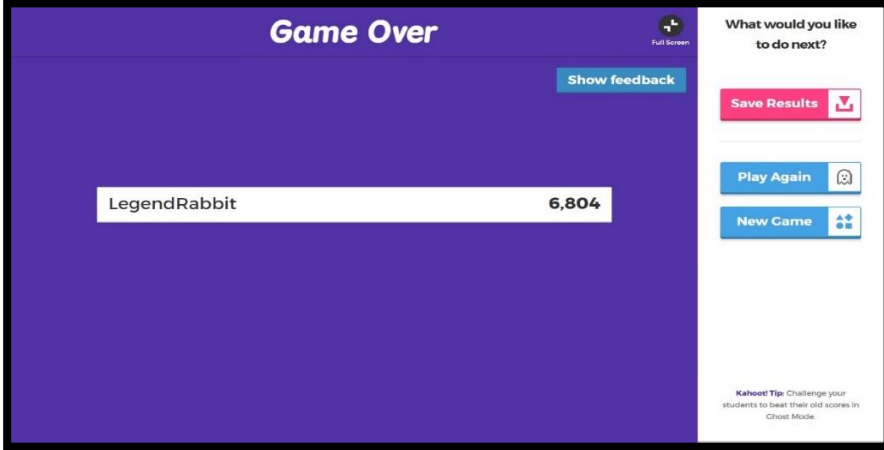 Game Over
Full Screen
Show feedback
LegendRabbit 6,804
What would you like
to do next?
Save Results
Play Again
New Game
Kahoot! Tip: Challenge your
students to beat their old scores in
Ghost Mode.